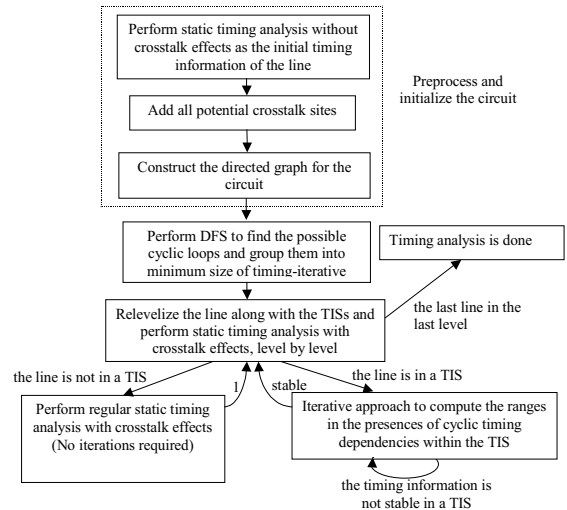 Perform static timing analysis without
crosstalk effects as the initial timing
information of the line
Preprocess and
initialize the circuit
Add all potential crosstalk sites
Construct the directed graph for the
circuit
Perform DFS to find the possible
cyclic loops and group them into
minimum size of timing-iterative
Timing analysis is done
Relevelize the line along with the TISs and
perform static timing analysis with
crosstalk effects, level by level
the last line in the
last level
the line is not in a TIS
1
stable
the line is in a TIS
Perform regular static timing
analysis with crosstalk effects
(No iterations required)
Iterative approach to compute the ranges
in the presences of cyclic timing
dependencies within the TIS
the timing information is
not stable in a TIS